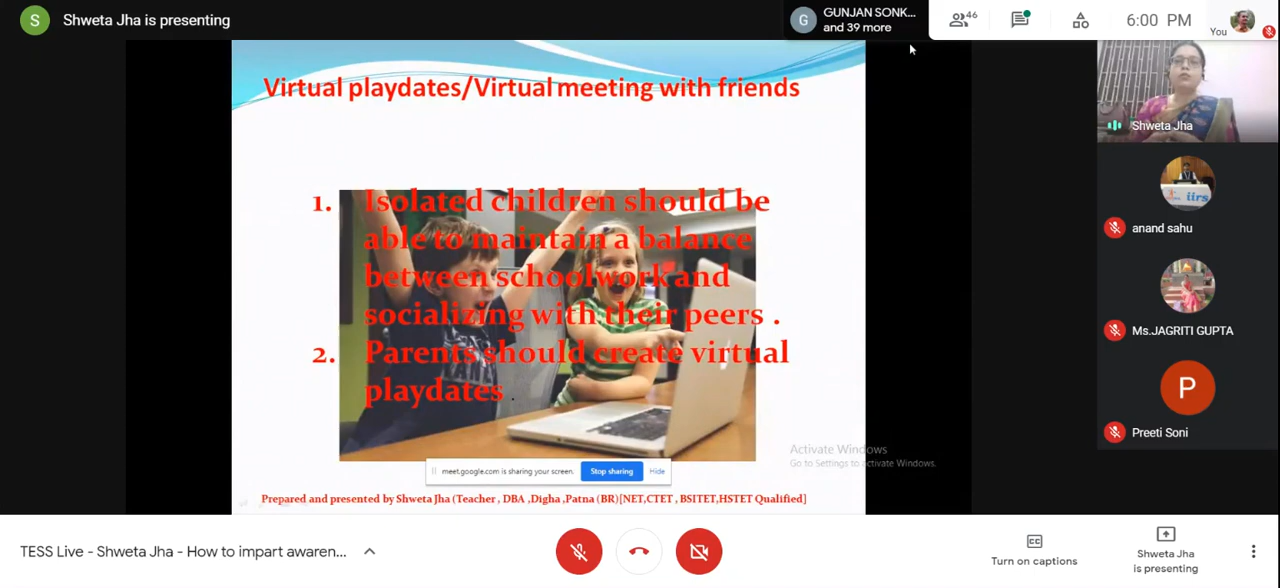 S
Shweta Jha is presenting
G
GUNJAN SONK...
and 39 more
46
6:00 PM
You
Virtual playdates/Virtual meeting with friends
1. Isolated children should be
able to maintain a balance
between schoolwork and
socializing with their peers .
2. Parents should create virtual
playdates .
meet.google.com is sharing your screen.
Stop sharing
Hide
Prepared and presented by Shweta Jha (Teacher , DBA ,Digha ,Patna (BR)[NET,CTET , BSITET,HSTET Qualified]
Activate Windows
Go to Settings to activate Windows.
Shweta Jha
iirs
anand sahu
Ms.JAGRITI GUPTA
P
Preeti Soni
TESS Live - Shweta Jha - How to impart awaren...
CC
Turn on captions
Shweta Jha
is presenting